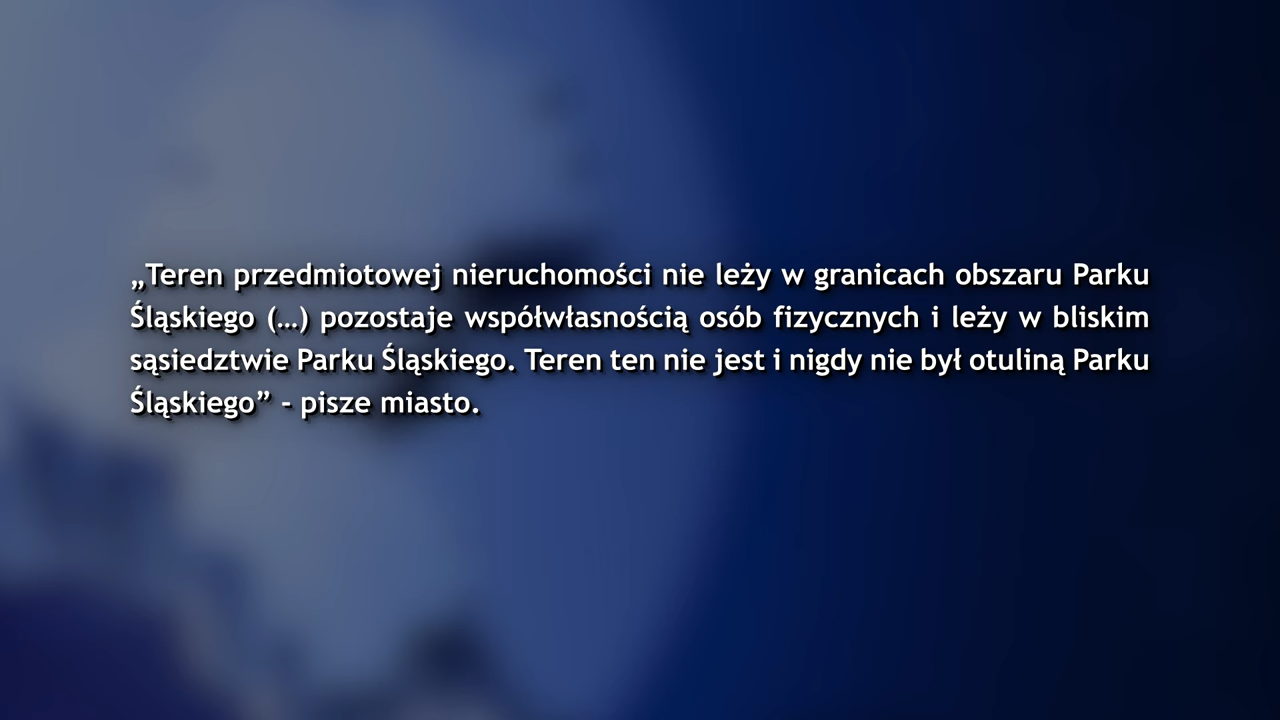 „Teren przedmiotowej nieruchomości nie leży w granicach obszaru Parku
Śląskiego (...) pozostaje współwłasnością osób fizycznych i leży w bliskim
sąsiedztwie Parku Śląskiego. Teren ten nie jest i nigdy nie był otuliną Parku
Śląskiego” - pisze miasto.